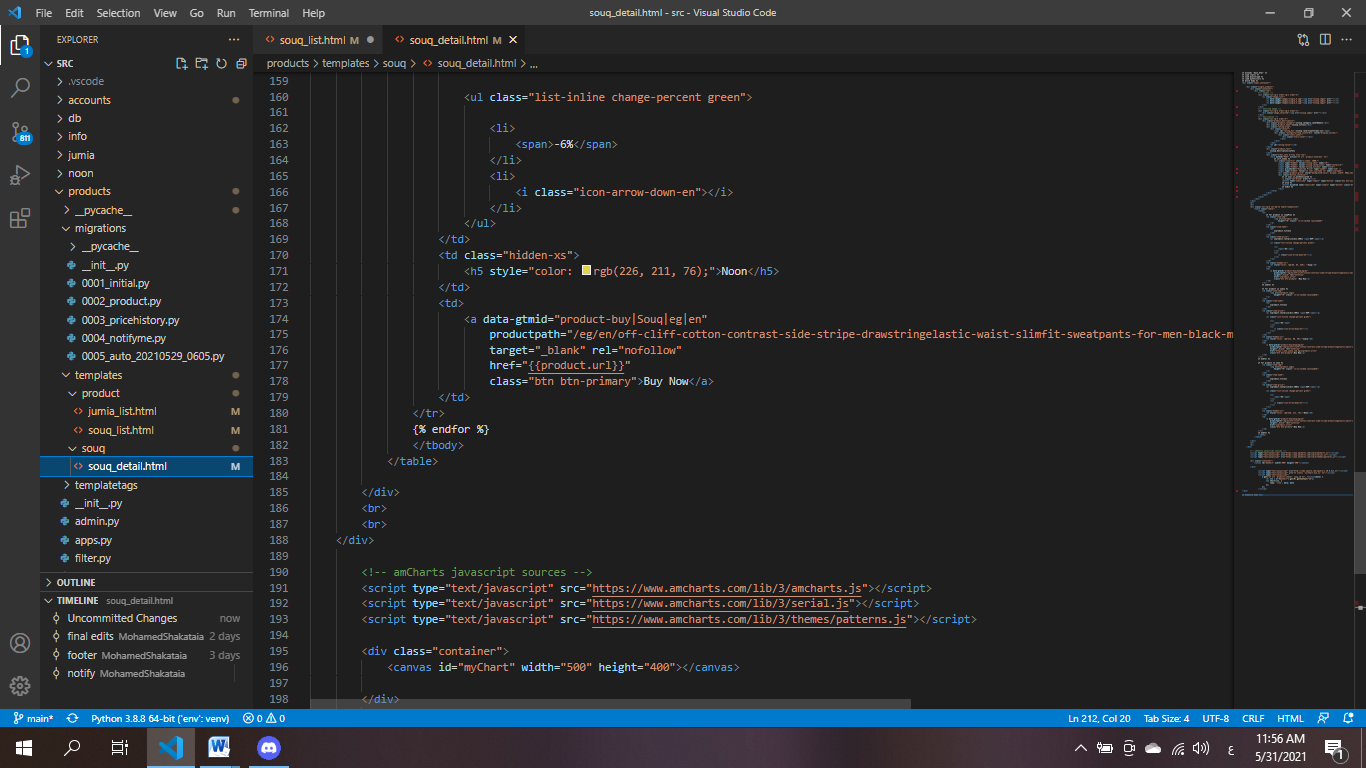 File Edit Selection View Go Run Terminal Help
souq_detail.html - src - Visual Studio Code
EXPLORER
SRC
.vscode
accounts
db
info
jumia
noon
products
__pycache__
migrations
__pycache__
__init__.py
0001_initial.py
0002_product.py
0003_pricehistory.py
0004_notifyme.py
0005_auto_20210529_0605.py
templates
product
jumia_list.html M
souq_list.html M
souq
souq_detail.html M
templatetags
__init__.py
admin.py
apps.py
filter.py
OUTLINE
TIMELINE souq_detail.html
Uncommitted Changes now
final edits MohamedShakataia 2 days
footer MohamedShakataia 3 days
notify MohamedShakataia
1
811
souq_list.html M
souq_detail.html M
products > templates > souq > souq_detail.html > ...
159
160 <ul class="list-inline change-percent green">
161
162 <li>
163 <span>-6%</span>
164 </li>
165 <li>
166 <i class="icon-arrow-down-en"></i>
167 </li>
168 </ul>
169 </td>
170 <td class="hidden-xs">
171 <h5 style="color: rgb(226, 211, 76);">Noon</h5>
172 </td>
173 <td>
174 <a data-gtmid="product-buy|Souq|eg|en"
175 productpath="/eg/en/off-cliff-cotton-contrast-side-stripe-drawstringelastic-waist-slimfit-sweatpants-for-men-black-m
176 target="_blank" rel="nofollow"
177 href="{{product.url}}"
178 class="btn btn-primary">Buy Now</a>
179 </td>
180 </tr>
181 {% endfor %}
182 </tbody>
183 </table>
184
185 </div>
186 <br>
187 <br>
188 </div>
189
190 <!-- amCharts javascript sources -->
191 <script type="text/javascript" src="https://www.amcharts.com/lib/3/amcharts.js"></script>
192 <script type="text/javascript" src="https://www.amcharts.com/lib/3/serial.js"></script>
193 <script type="text/javascript" src="https://www.amcharts.com/lib/3/themes/patterns.js"></script>
194
195 <div class="container">
196 <canvas id="myChart" width="500" height="400"></canvas>
197
198 </div>
main* Python 3.8.8 64-bit ('env': venv) 0 0
Ln 212, Col 20 Tab Size: 4 UTF-8 CRLF HTML
ع
11:56 AM
5/31/2021
1